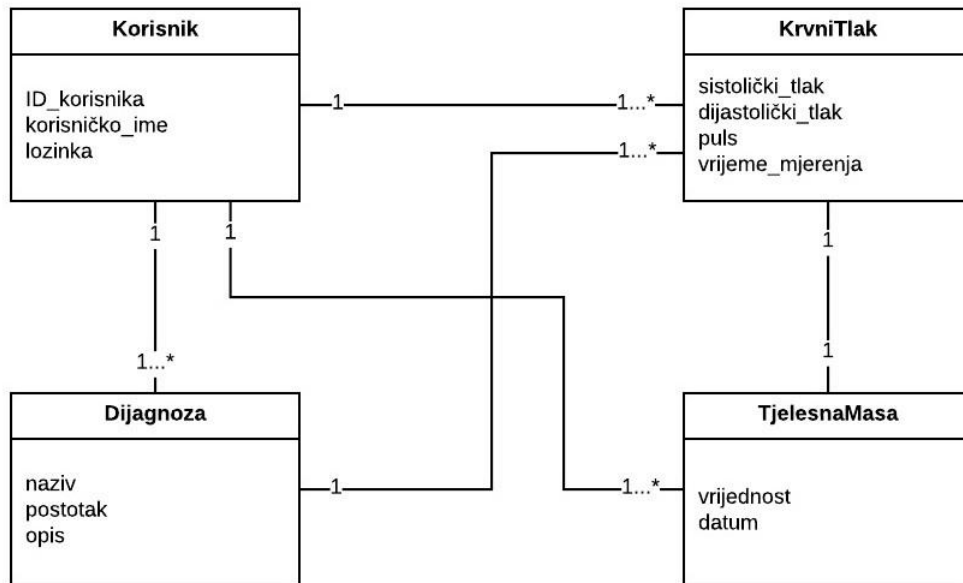 Korisnik
ID_korisnika
korisničko_ime
lozinka
1
1...*
KrvniTlak
sistolički_tlak
dijastolički_tlak
puls
vrijeme_mjerenja
1...*
1
1
1
1...*
1
Dijagnoza
naziv
postotak
opis
1
1...*
TjelesnaMasa
vrijednost
datum